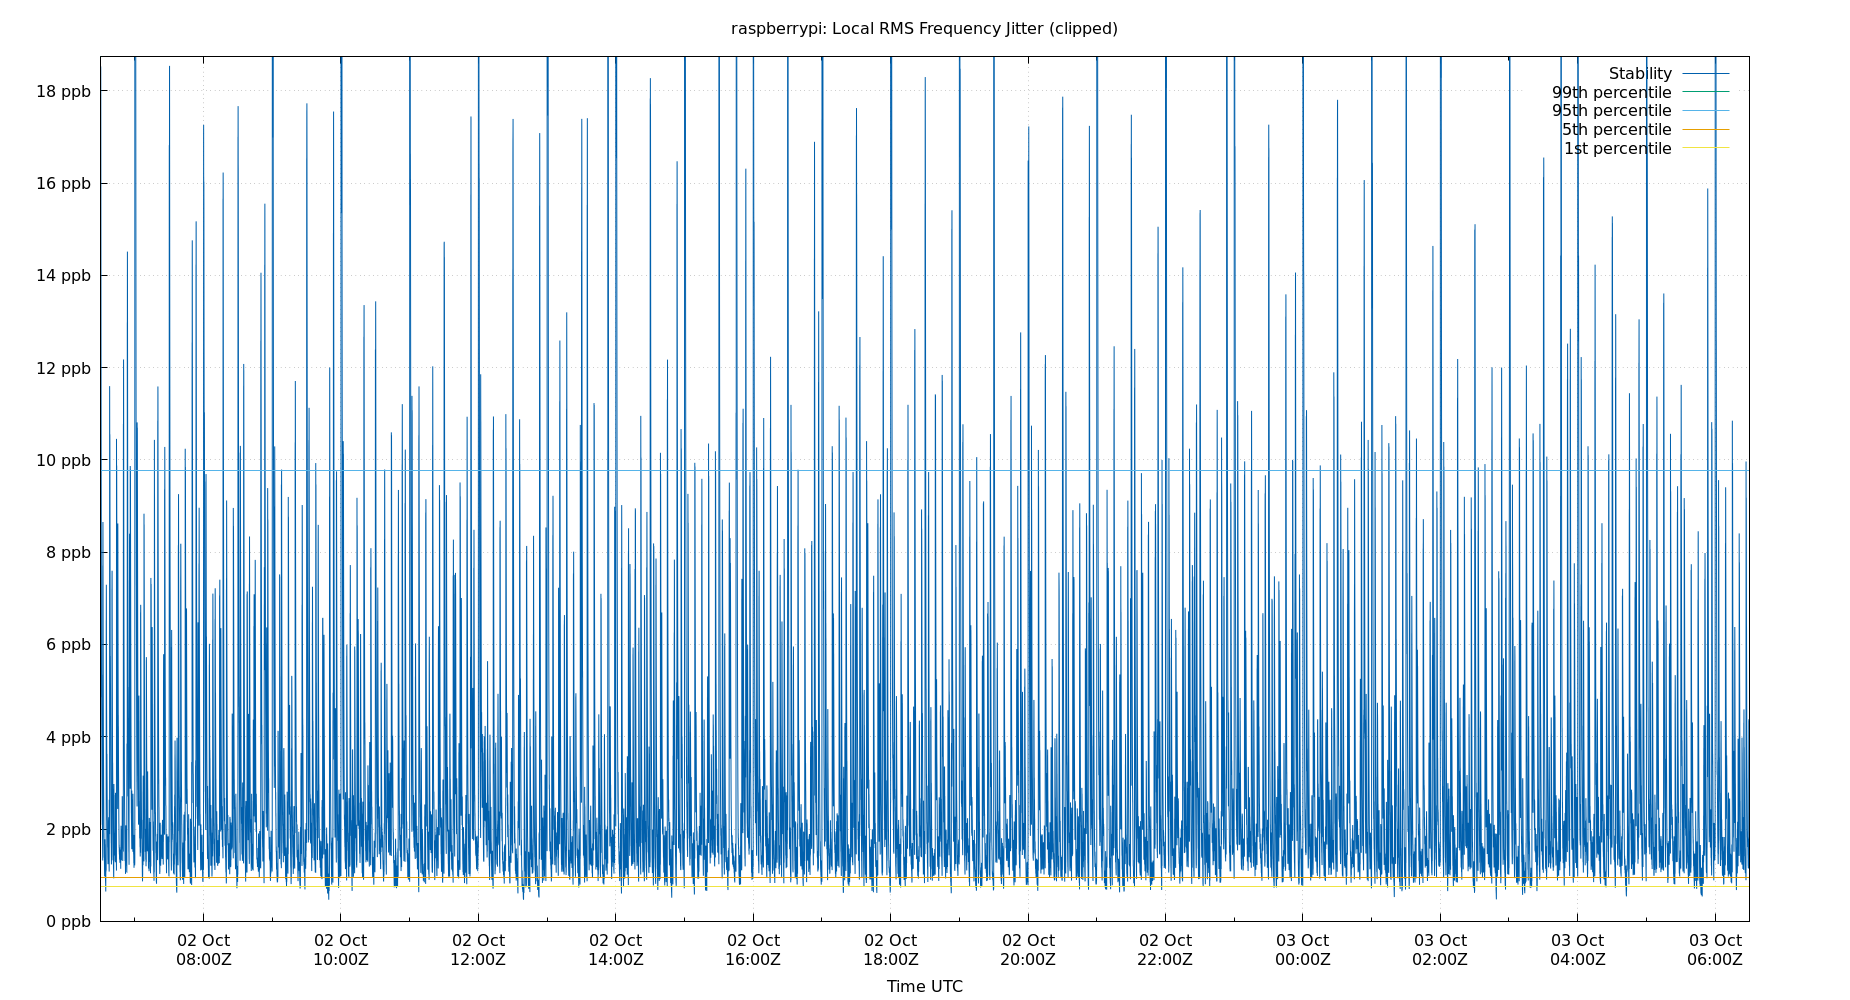 raspberrypi: Local RMS Frequency Jitter (clipped)
18 ppb
16 ppb
14 ppb
12 ppb
10 ppb
8 ppb
6 ppb
4 ppb
2 ppb
0 ppb
Stability
99th percentile
95th percentile
5th percentile
1st percentile
02 Oct 02 Oct 02 Oct 02 Oct 02 Oct 02 Oct 02 Oct 02 Oct 03 Oct 03 Oct 03 Oct 03 Oct
08:00Z 10:00Z 12:00Z 14:00Z 16:00Z 18:00Z 20:00Z 22:00Z 00:00Z 02:00Z 04:00Z 06:00Z
Time UTC